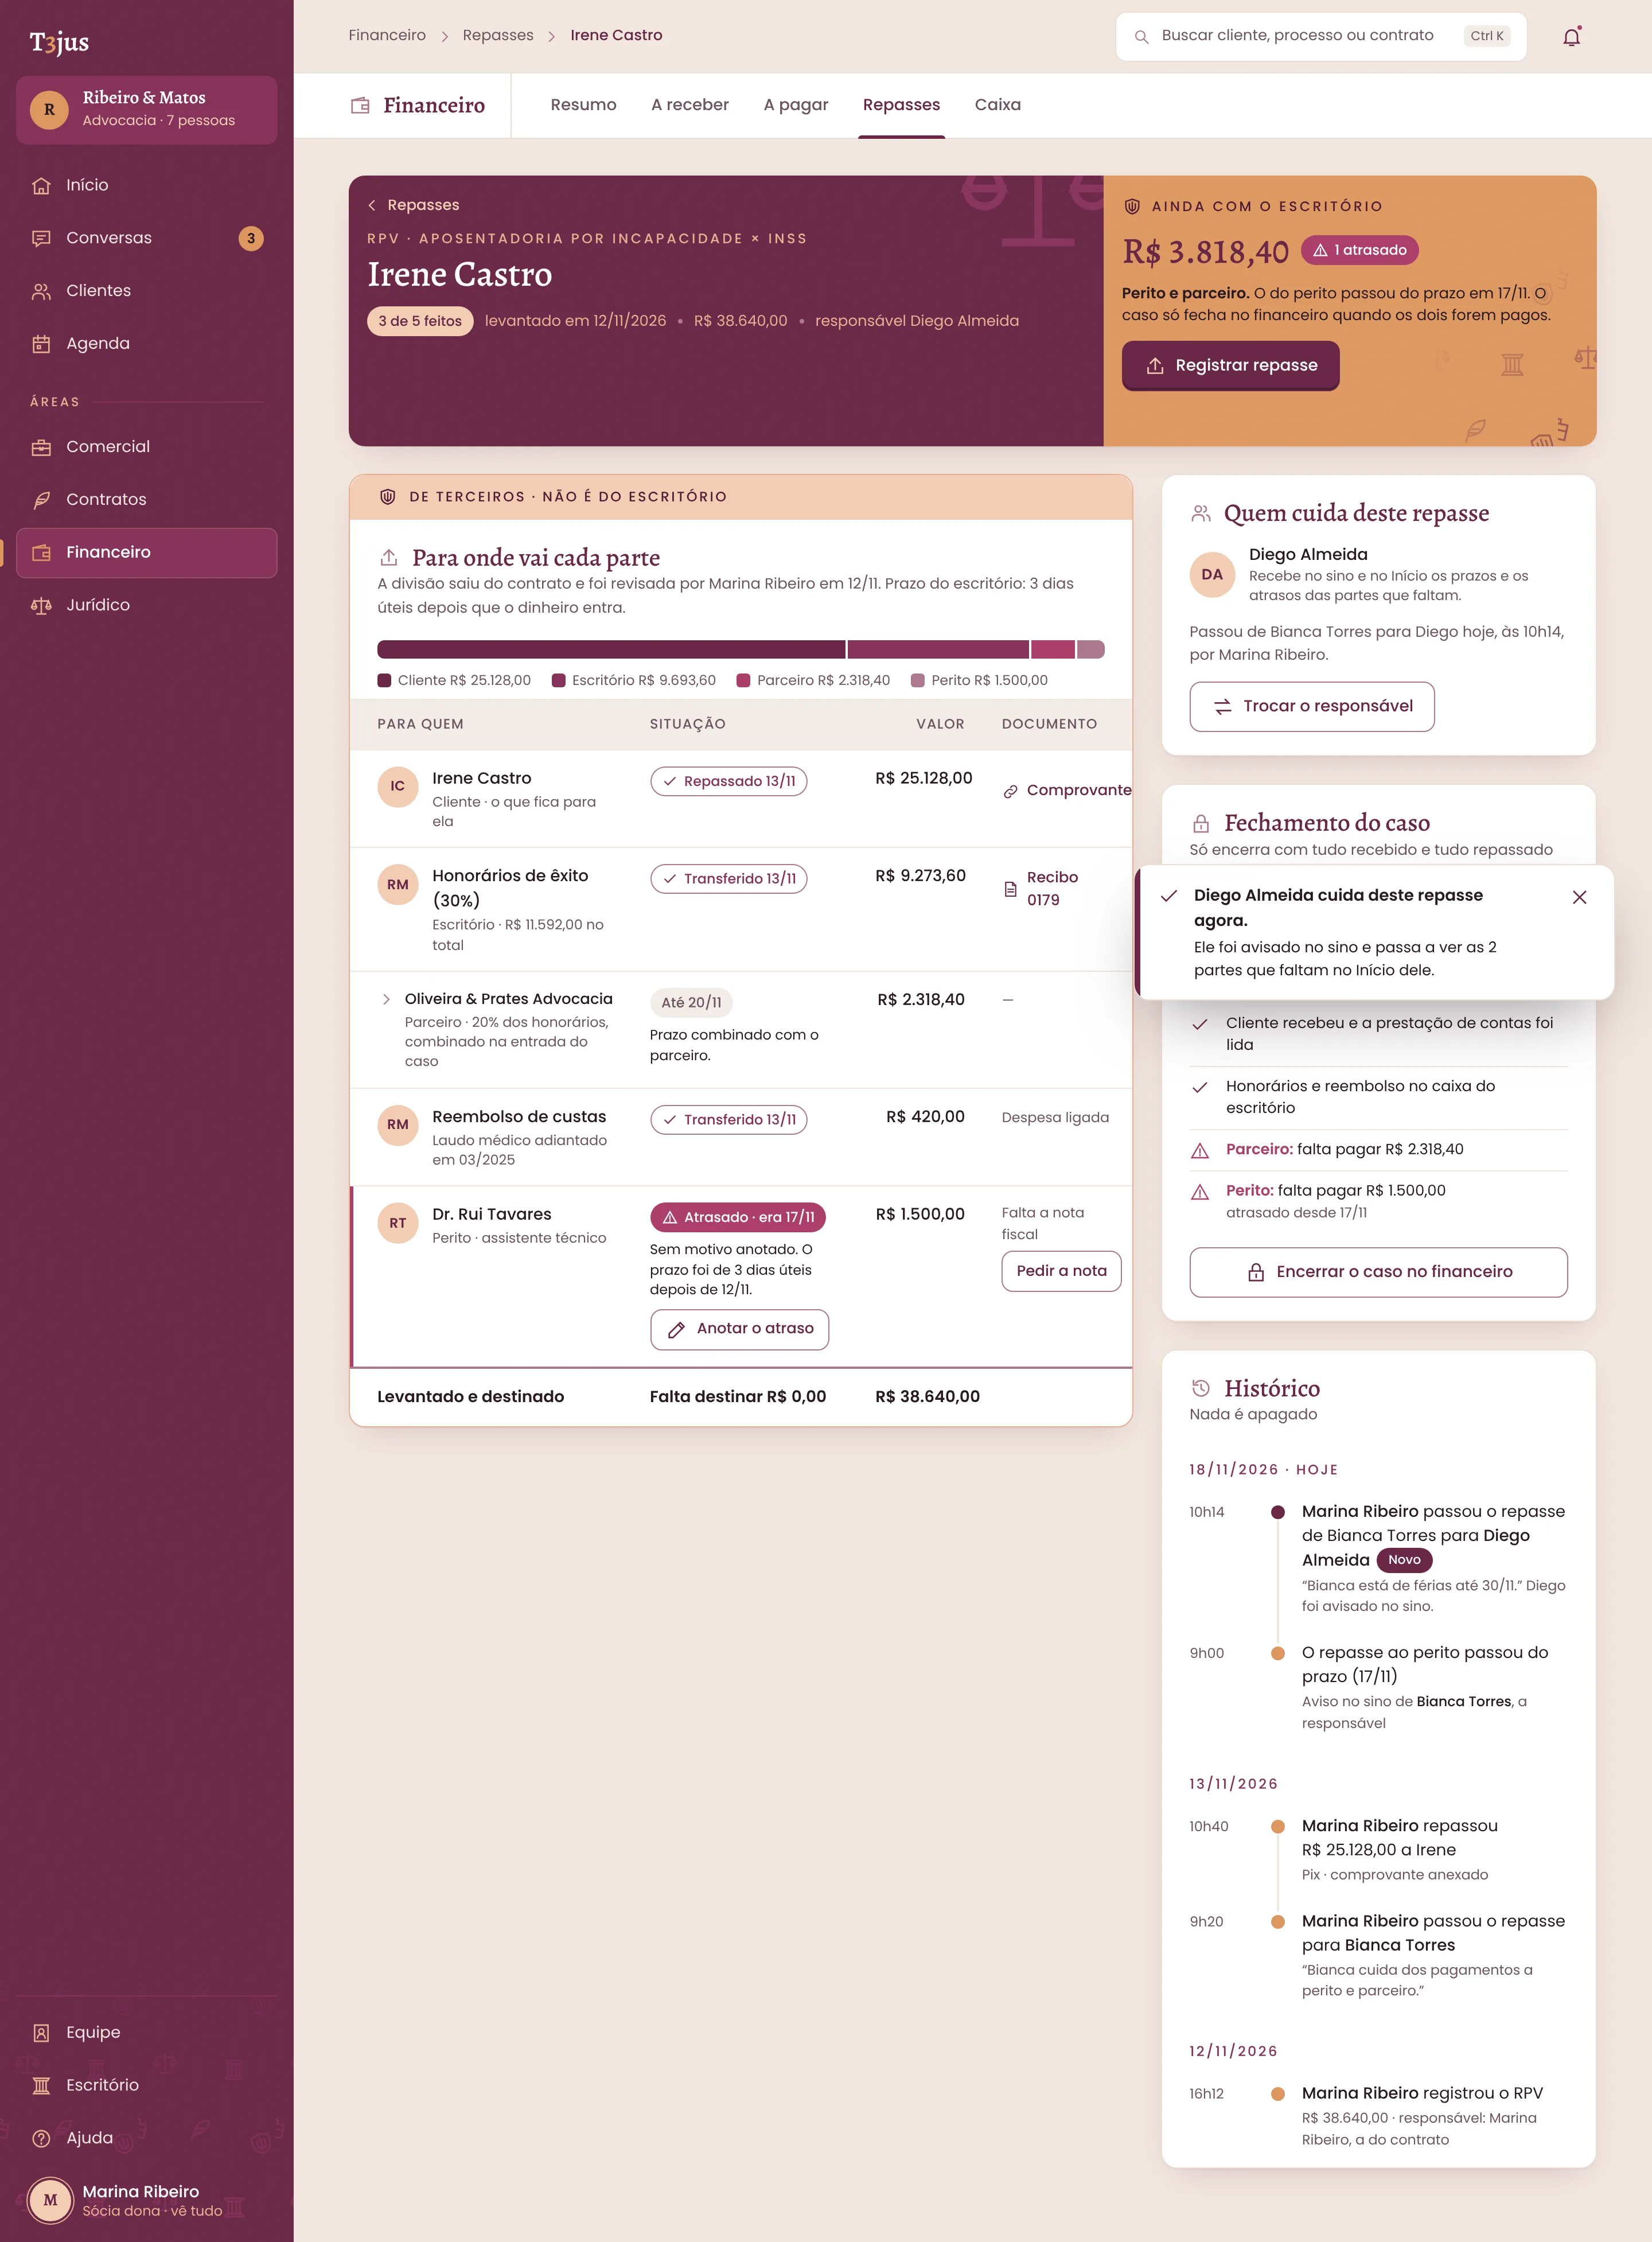 T3jus
R
Ribeiro & Matos
Advocacia · 7 pessoas
Início
Conversas
3
Clientes
Agenda
ÁREAS
Comercial
Contratos
Financeiro
Jurídico
Equipe
Escritório
Ajuda
M
Marina Ribeiro
Sócia dona · vê tudo
Financeiro
Repasses
Irene Castro
Buscar cliente, processo ou contrato
Ctrl K
Financeiro
Resumo
A receber
A pagar
Repasses
Caixa
Repasses
RPV · APOSENTADORIA POR INCAPACIDADE × INSS
Irene Castro
3 de 5 feitos
levantado em 12/11/2026 • R$ 38.640,00 • responsável Diego Almeida
AINDA COM O ESCRITÓRIO
R$ 3.818,40
1 atrasado
Perito e parceiro. O do perito passou do prazo em 17/11. O
caso só fecha no financeiro quando os dois forem pagos.
Registrar repasse
DE TERCEIROS · NÃO É DO ESCRITÓRIO
Para onde vai cada parte
A divisão saiu do contrato e foi revisada por Marina Ribeiro em 12/11. Prazo do escritório: 3 dias
úteis depois que o dinheiro entra.
Cliente R$ 25.128,00
Escritório R$ 9.693,60
Parceiro R$ 2.318,40
Perito R$ 1.500,00
PARA QUEM
SITUAÇÃO
VALOR
DOCUMENTO
IC
Irene Castro
Cliente · o que fica para
ela
Repassado 13/11
R$ 25.128,00
Comprovante
RM
Honorários de êxito
(30%)
Escritório · R$ 11.592,00 no
total
Transferido 13/11
R$ 9.273,60
Recibo
0179
Oliveira & Prates Advocacia
Parceiro · 20% dos honorários,
combinado na entrada do
caso
Até 20/11
Prazo combinado com o
parceiro.
R$ 2.318,40
—
RM
Reembolso de custas
Laudo médico adiantado
em 03/2025
Transferido 13/11
R$ 420,00
Despesa ligada
RT
Dr. Rui Tavares
Perito · assistente técnico
Atrasado · era 17/11
Sem motivo anotado. O
prazo foi de 3 dias úteis
depois de 12/11.
Anotar o atraso
R$ 1.500,00
Falta a nota
fiscal
Pedir a nota
Levantado e destinado
Falta destinar R$ 0,00
R$ 38.640,00
Quem cuida deste repasse
DA
Diego Almeida
Recebe no sino e no Início os prazos e os
atrasos das partes que faltam.
Passou de Bianca Torres para Diego hoje, às 10h14,
por Marina Ribeiro.
Trocar o responsável
Fechamento do caso
Só encerra com tudo recebido e tudo repassado
Diego Almeida cuida deste repasse
agora.
Ele foi avisado no sino e passa a ver as 2
partes que faltam no Início dele.
Cliente recebeu e a prestação de contas foi
lida
Honorários e reembolso no caixa do
escritório
Parceiro: falta pagar R$ 2.318,40
Perito: falta pagar R$ 1.500,00
atrasado desde 17/11
Encerrar o caso no financeiro
Histórico
Nada é apagado
18/11/2026 · HOJE
10h14
Marina Ribeiro passou o repasse
de Bianca Torres para Diego
Almeida Novo
“Bianca está de férias até 30/11.” Diego
foi avisado no sino.
9h00
O repasse ao perito passou do
prazo (17/11)
Aviso no sino de Bianca Torres, a
responsável
13/11/2026
10h40
Marina Ribeiro repassou
R$ 25.128,00 a Irene
Pix · comprovante anexado
9h20
Marina Ribeiro passou o repasse
para Bianca Torres
“Bianca cuida dos pagamentos a
perito e parceiro.”
12/11/2026
16h12
Marina Ribeiro registrou o RPV
R$ 38.640,00 · responsável: Marina
Ribeiro, a do contrato